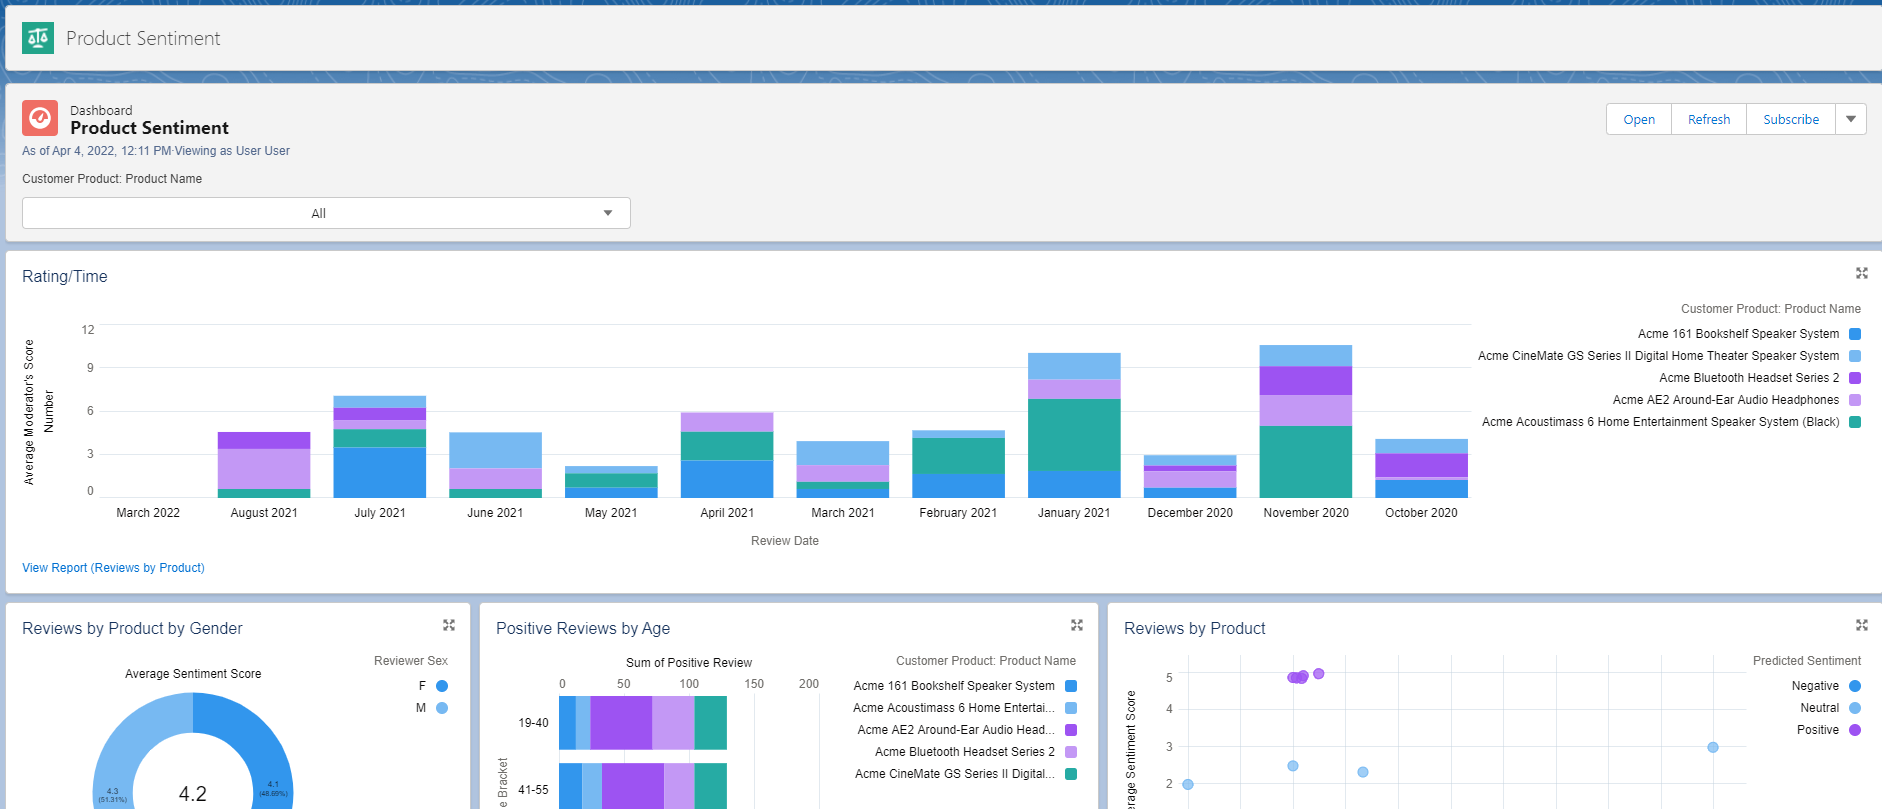 Product Sentiment
Dashboard
Product Sentiment
As of Apr 4, 2022, 12:11 PM·Viewing as User User
Open
Refresh
Subscribe
Customer Product: Product Name
All
Rating/Time
Customer Product: Product Name
Acme 161 Bookshelf Speaker System
Acme CineMate GS Series II Digital Home Theater Speaker System
Acme Bluetooth Headset Series 2
Acme AE2 Around-Ear Audio Headphones
Acme Acoustimass 6 Home Entertainment Speaker System (Black)
Average Moderator's Score
Number
12
9
6
3
0
March 2022
August 2021
July 2021
June 2021
May 2021
April 2021
March 2021
February 2021
January 2021
December 2020
November 2020
October 2020
Review Date
View Report (Reviews by Product)
Reviews by Product by Gender
Reviewer Sex
F
M
Average Sentiment Score
4.3
(51.31%)
4.2
4.1
(48.69%)
Positive Reviews by Age
Sum of Positive Review
0
50
100
150
200
19-40
41-55
e Bracket
Customer Product: Product Name
Acme 161 Bookshelf Speaker System
Acme Acoustimass 6 Home Entertai...
Acme AE2 Around-Ear Audio Head...
Acme Bluetooth Headset Series 2
Acme CineMate GS Series II Digital...
Reviews by Product
erage Sentiment Score
5
4
3
2
Predicted Sentiment
Negative
Neutral
Positive